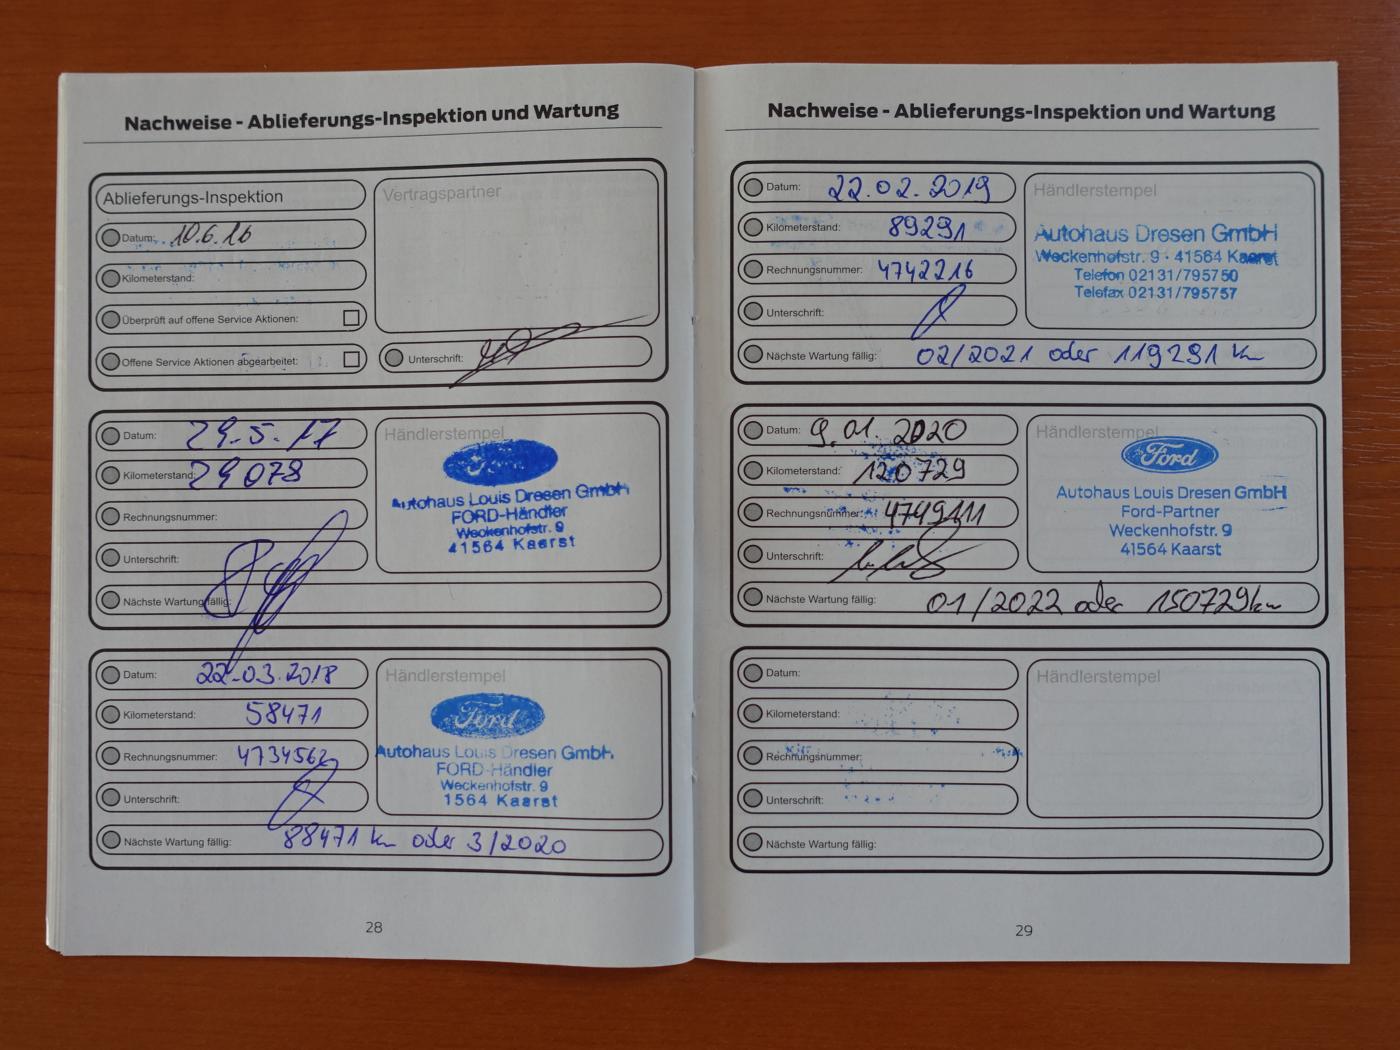 Nachweise - Ablieferungs-Inspektion und Wartung
Ablieferungs-Inspektion
Vertragspartner
Datum: 10.6.16
Kilometerstand:
Überprüft auf offene Service Aktionen:
Offene Service Aktionen abgearbeitet:
Unterschrift:
Datum: 29.5.17
Kilometerstand: 29078
Rechnungsnummer:
Unterschrift:
Nächste Wartung fällig:
Händlerstempel
Ford
Autohaus Louis Dresen GmbH
FORD-Händler
Weckenhofstr. 9
41564 Kaarst
Datum: 22.03.2018
Kilometerstand: 58471
Rechnungsnummer: 4734562
Unterschrift:
Nächste Wartung fällig: 88471 km oder 3/2020
Händlerstempel
Ford
Autohaus Louis Dresen GmbH
FORD-Händler
Weckenhofstr. 9
1564 Kaarst
28
Nachweise - Ablieferungs-Inspektion und Wartung
Datum: 22.02.2019
Kilometerstand: 89291
Rechnungsnummer: 4742216
Unterschrift:
Nächste Wartung fällig: 02/2021 oder 119291 km
Händlerstempel
Autohaus Dresen GmbH
Weckenhofstr. 9 · 41564 Kaarst
Telefon 02131/795750
Telefax 02131/795757
Datum: 9.01.2020
Kilometerstand: 120729
Rechnungsnummer: 4749111
Unterschrift:
Nächste Wartung fällig: 01/2022 oder 150729 km
Händlerstempel
Ford
Autohaus Louis Dresen GmbH
Ford-Partner
Weckenhofstr. 9
41564 Kaarst
Datum:
Kilometerstand:
Rechnungsnummer:
Unterschrift:
Nächste Wartung fällig:
Händlerstempel
29